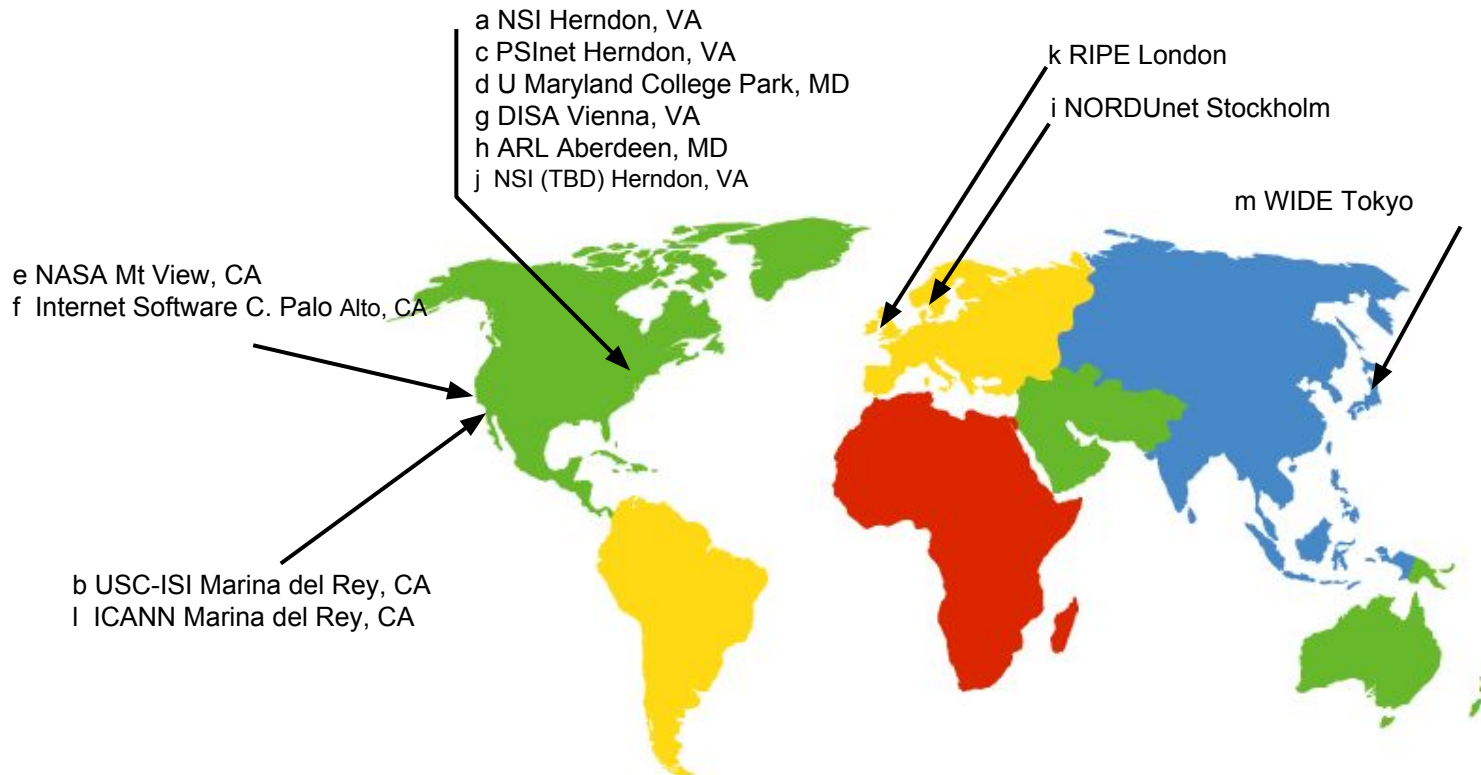 a NSI Herndon, VA
c PSInet Herndon, VA
d U Maryland College Park, MD
g DISA Vienna, VA
h ARL Aberdeen, MD
j NSI (TBD) Herndon, VA
k RIPE London
i NORDUnet Stockholm
m WIDE Tokyo
e NASA Mt View, CA
f Internet Software C. Palo Alto, CA
b USC-ISI Marina del Rey, CA
l ICANN Marina del Rey, CA